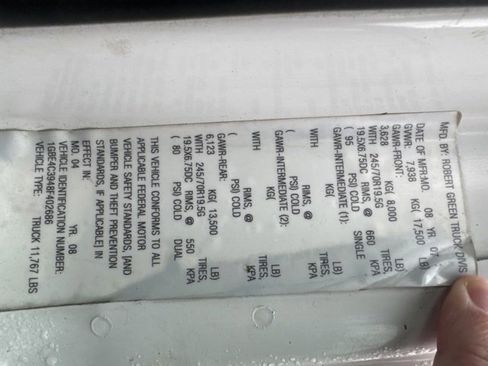 MFD. BY ROBERT GREEN TRUCK DIVIS
DATE OF MFR:MO. 08 YR. 07
GVWR: 7,938 KG( 17,500 LB)
GAWR-FRONT:
3,628 KG( 8,000 LB)
WITH 245/70R19.5G TIRES,
19.5X6.75DC RIMS, @ 660 KPA
( 95 PSI) COLD SINGLE
GAWR-INTERMEDIATE (1):
KG( LB)
WITH TIRES,
RIMS, @ KPA
( PSI) COLD
GAWR-INTERMEDIATE (2):
KG( LB)
WITH TIRES,
RIMS, @ KPA
( PSI) COLD
GAWR-REAR:
6,123 KG( 13,500 LB)
WITH 245/70R19.5G TIRES,
19.5X6.75DC RIMS, @ 550 KPA
( 80 PSI) COLD DUAL
THIS VEHICLE CONFORMS TO ALL
APPLICABLE FEDERAL MOTOR
VEHICLE SAFETY STANDARDS, [AND
BUMPER AND THEFT PREVENTION
STANDARDS, IF APPLICABLE] IN
EFFECT IN:
MO. 04 YR. 08
VEHICLE IDENTIFICATION NUMBER:
1GBE4C3948F402686
VEHICLE TYPE: TRUCK 11,767 LBS